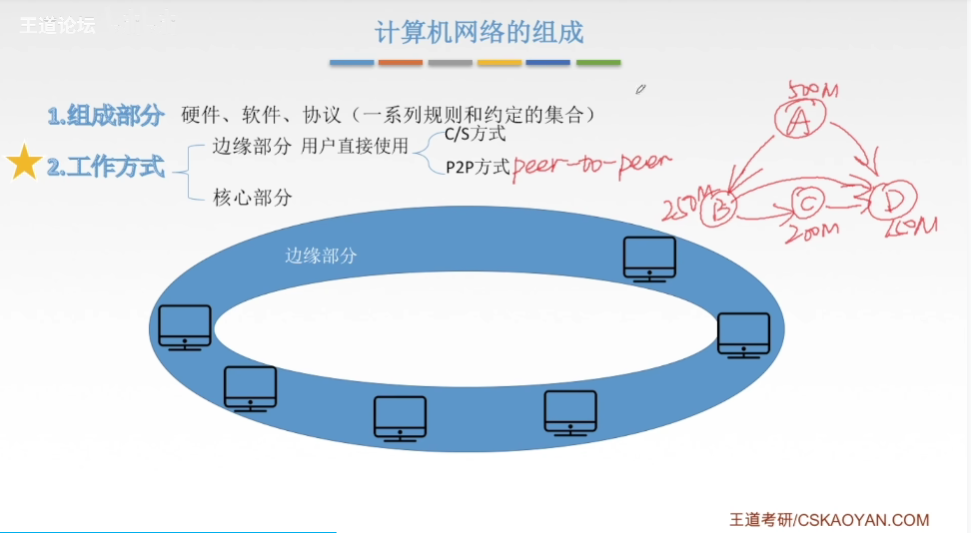 王道论坛
计算机网络的组成
1.组成部分 硬件、软件、协议（一系列规则和约定的集合）
2.工作方式
边缘部分 用户直接使用
C/S方式
P2P方式 peer-to-peer
核心部分
500M
A
250M B
C
200M
D
150M
边缘部分
王道考研/CSKAOYAN.COM